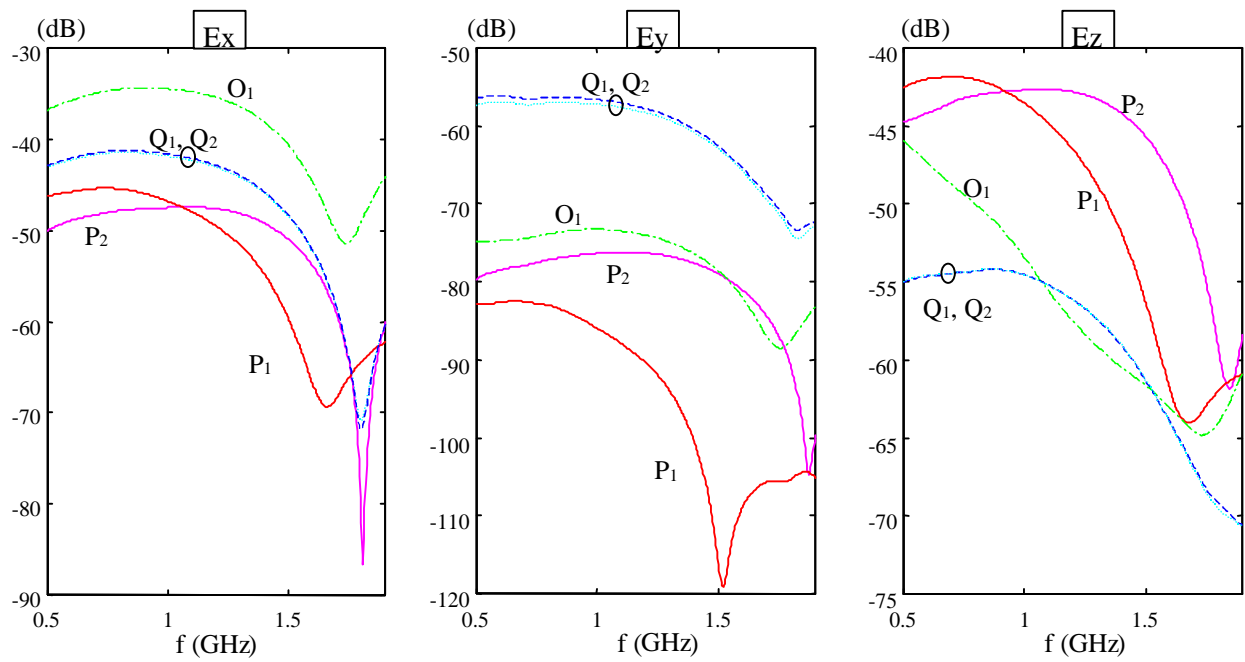 (dB)
Ex
-30
-40
-50
-60
-70
-80
-90
O1
Q1, Q2
P2
P1
0.5
1
1.5
f (GHz)
(dB)
Ey
-50
-60
-70
-80
-90
-100
-110
-120
Q1, Q2
O1
P2
P1
0.5
1
1.5
f (GHz)
(dB)
Ez
-40
-45
-50
-55
-60
-65
-70
-75
P2
O1
P1
Q1, Q2
0.5
1
1.5
f (GHz)